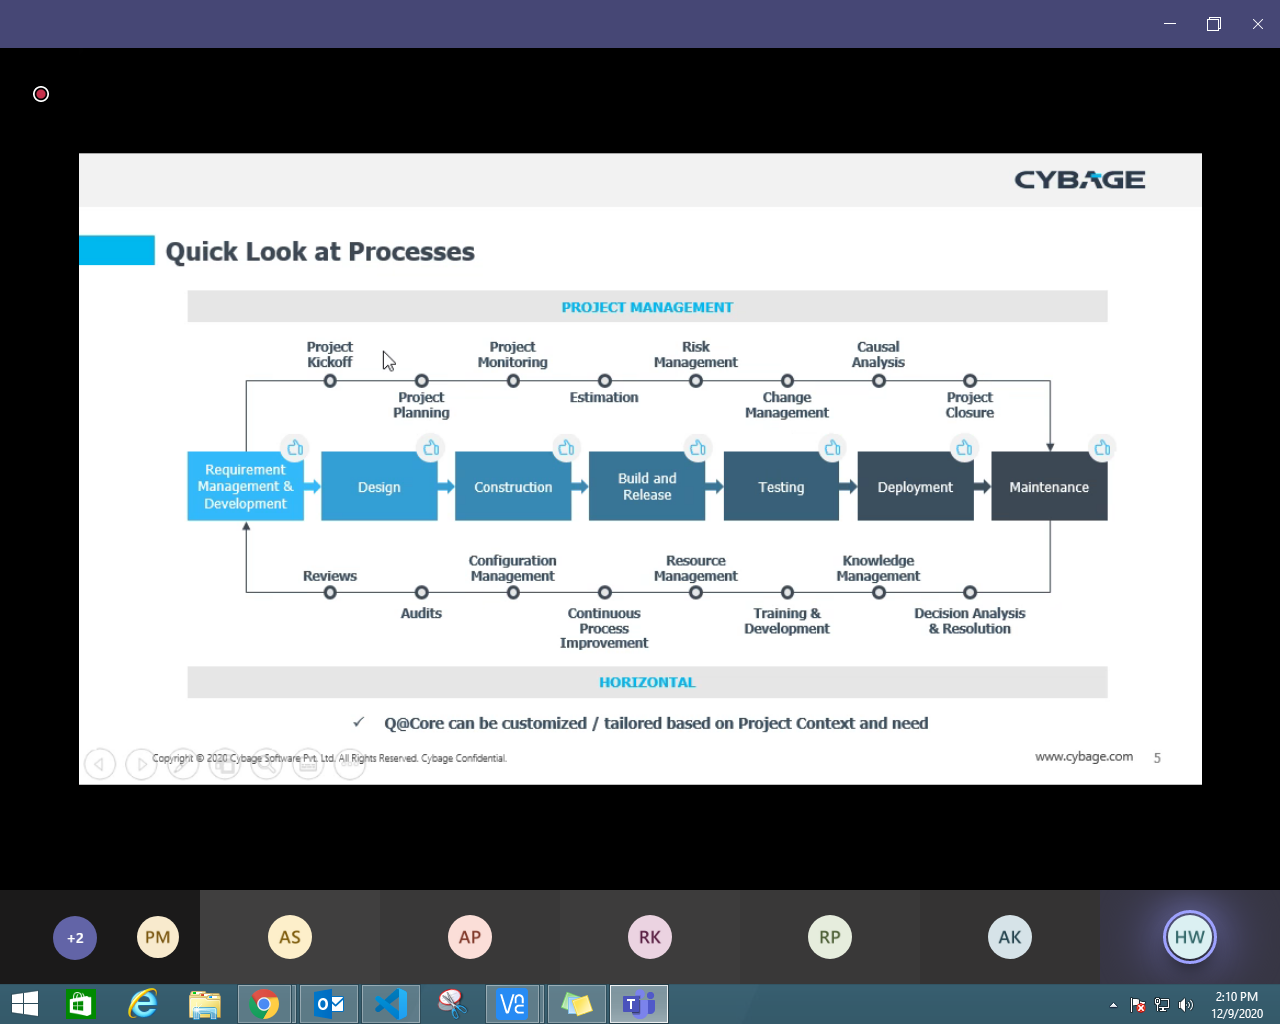 CYBAGE
Quick Look at Processes
PROJECT MANAGEMENT
Project
Kickoff
Project
Planning
Project
Monitoring
Estimation
Risk
Management
Change
Management
Causal
Analysis
Project
Closure
Requirement
Management &
Development
Design
Construction
Build and
Release
Testing
Deployment
Maintenance
Reviews
Audits
Configuration
Management
Continuous
Process
Improvement
Resource
Management
Training &
Development
Knowledge
Management
Decision Analysis
& Resolution
HORIZONTAL
✓ Q@Core can be customized / tailored based on Project Context and need
Copyright © 2020 Cybage Software Pvt. Ltd. All Rights Reserved. Cybage Confidential.
www.cybage.com 5
+2 PM AS AP RK RP AK HW
2:10 PM
12/9/2020